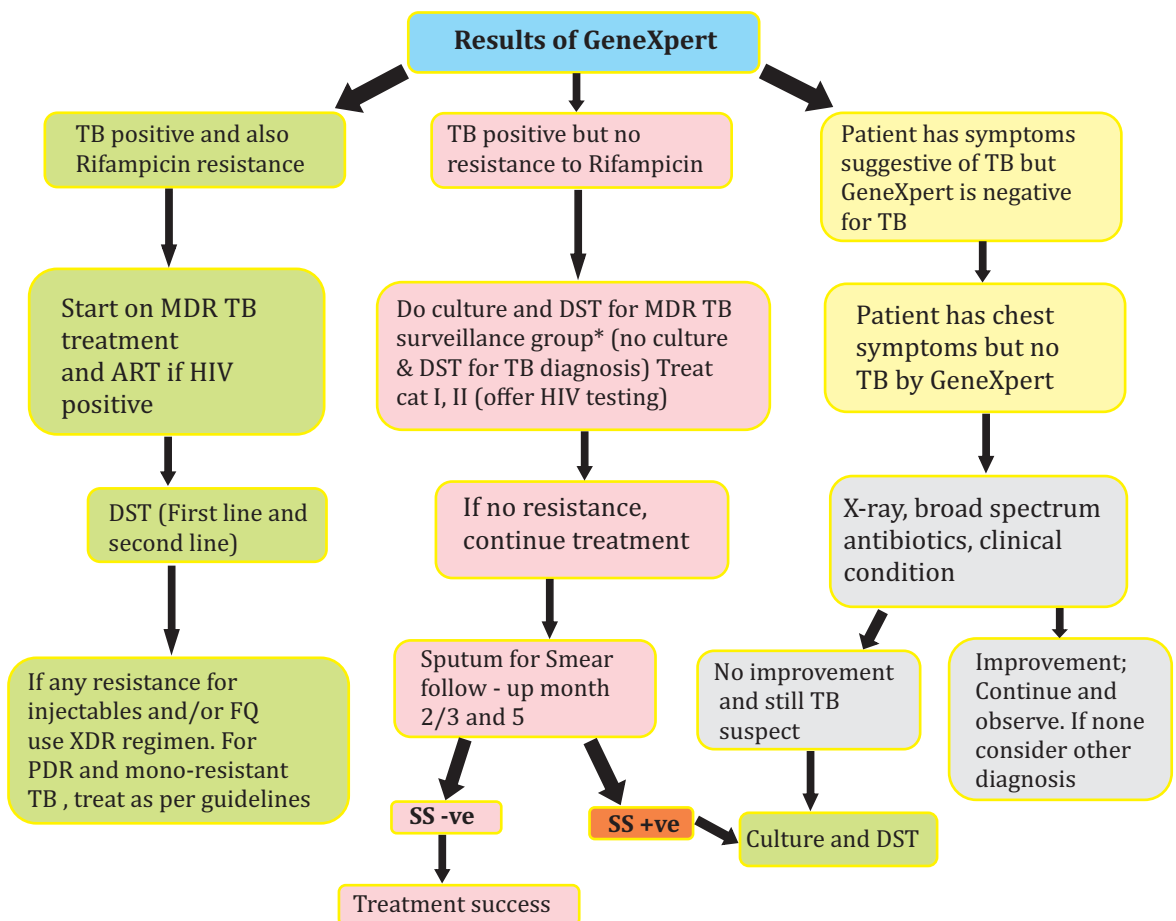 Results of GeneXpert
TB positive and also
Rifampicin resistance
TB positive but no
resistance to Rifampicin
Patient has symptoms
suggestive of TB but
GeneXpert is negative
for TB
Start on MDR TB
treatment
and ART if HIV
positive
Do culture and DST for MDR TB
surveillance group* (no culture
& DST for TB diagnosis) Treat
cat I, II (offer HIV testing)
Patient has chest
symptoms but no
TB by GeneXpert
DST (First line and
second line)
If no resistance,
continue treatment
X-ray, broad spectrum
antibiotics, clinical
condition
If any resistance for
injectables and/or FQ
use XDR regimen. For
PDR and mono-resistant
TB , treat as per guidelines
Sputum for Smear
follow - up month
2/3 and 5
No improvement
and still TB
suspect
Improvement;
Continue and
observe. If none
consider other
diagnosis
SS -ve
SS +ve
Culture and DST
Treatment success